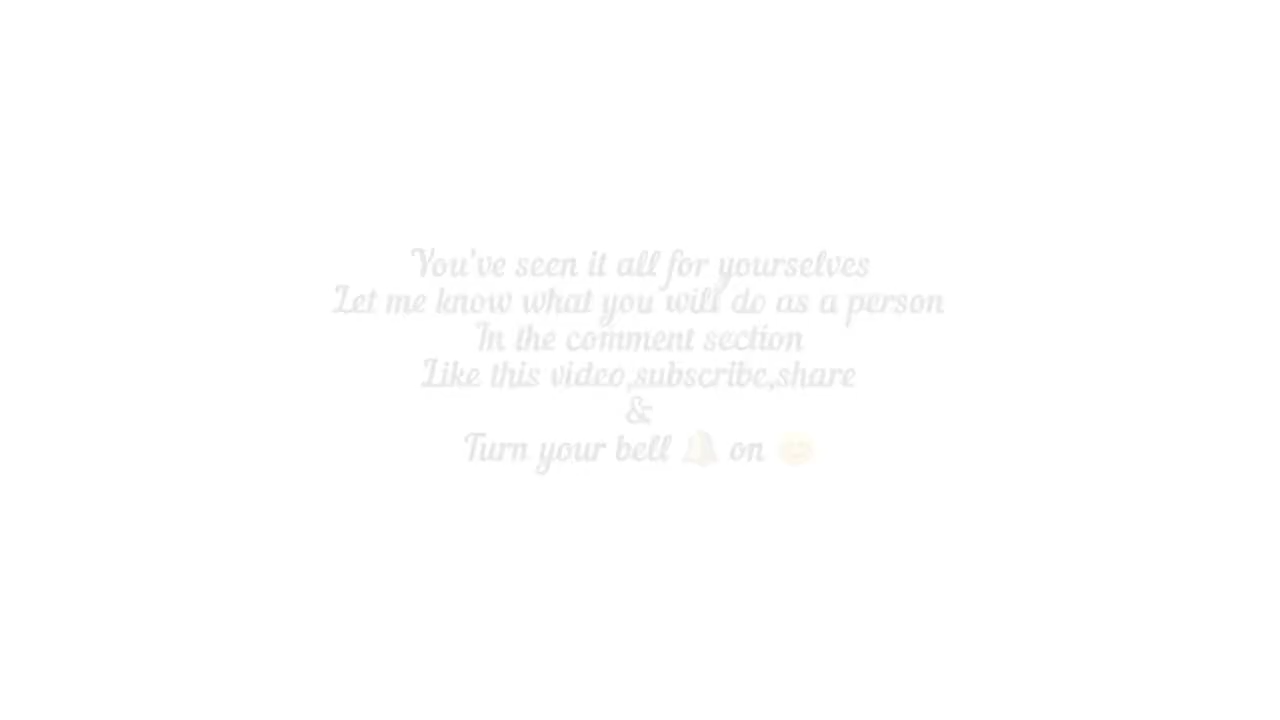 You've seen it all for yourselves
Let me know what you will do as a person
In the comment section
Like this video,subscribe,share
&
Turn your bell 🔔 on 😊